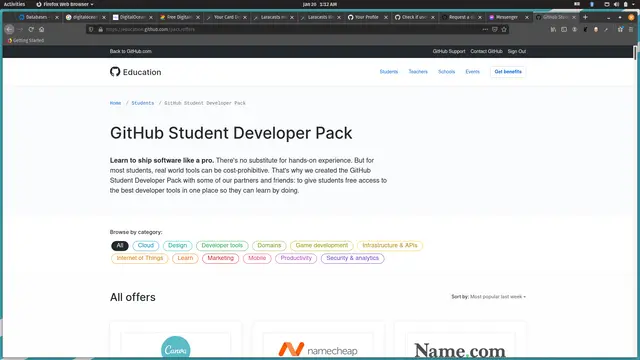 Activities
Firefox Web Browser
JAN 20 1:12 AM
Databases -
digitalocea
DigitalOcea
Free Digita
Your Card D
Laracasts
Laracasts B
Your Profile
Check if us
Request a d
Messenger
GitHub St
https://education.github.com/pack/offers
Getting Started
Back to GitHub.com
GitHub Support
Contact GitHub
Sign Out
Education
Students
Teachers
Schools
Events
Get benefits
Home / Students / GitHub Student Developer Pack
GitHub Student Developer Pack
Learn to ship software like a pro. There's no substitute for hands-on experience. But for
most students, real world tools can be cost-prohibitive. That's why we created the GitHub
Student Developer Pack with some of our partners and friends: to give students free access to
the best developer tools in one place so they can learn by doing.
Browse by category:
All
Cloud
Design
Developer tools
Domains
Game development
Infrastructure & APIs
Internet of Things
Learn
Marketing
Mobile
Productivity
Security & analytics
All offers
Sort by: Most popular last week
Canva
namecheap
Name.com